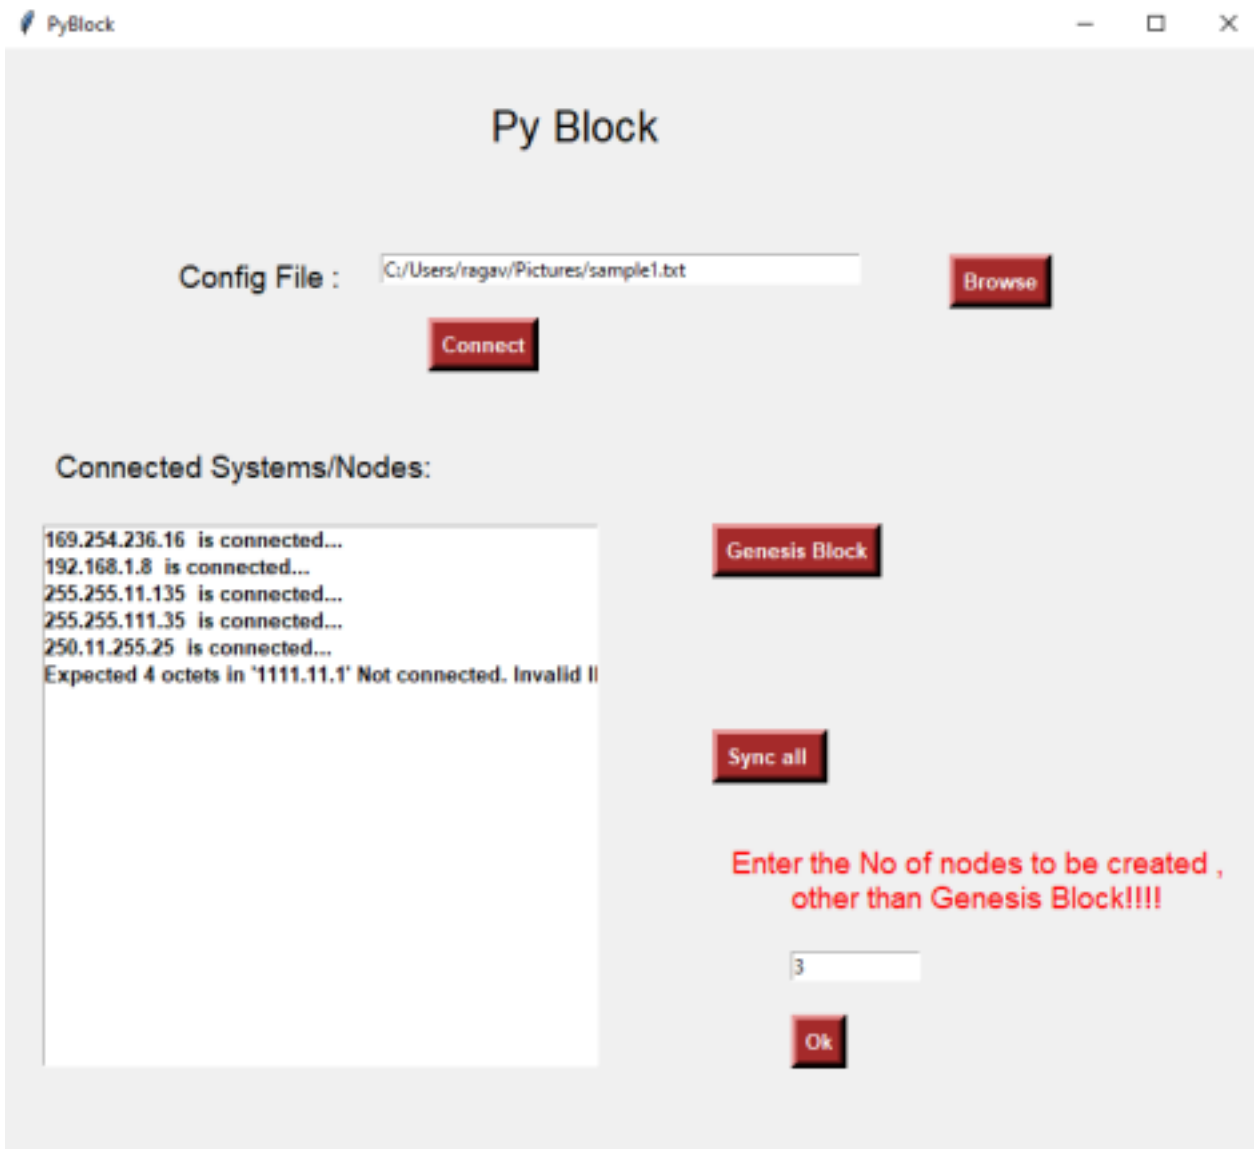 PyBlock
Py Block
Config File :
C:/Users/ragav/Pictures/sample1.txt
Browse
Connect
Connected Systems/Nodes:
169.254.236.16  is connected...
192.168.1.8  is connected...
255.255.11.135  is connected...
255.255.111.35  is connected...
250.11.255.25  is connected...
Expected 4 octets in '1111.11.1' Not connected. Invalid
Genesis Block
Sync all
Enter the No of nodes to be created ,
other than Genesis Block!!!!
3
Ok